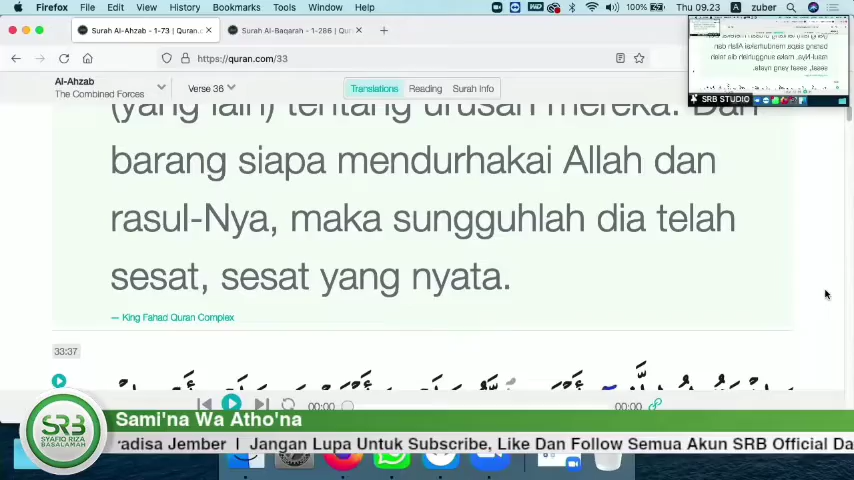 Firefox File Edit View History Bookmarks Tools Window Help 100% Thu 09.23 zuber
Surah Al-Ahzab - 1-73 | Quran.c
Surah Al-Baqarah - 1-286 | Qur
https://quran.com/33
Al-Ahzab
The Combined Forces
Verse 36
Translations Reading Surah Info
SRB STUDIO
(yang lain) tentang urusan mereka. Dan
barang siapa mendurhakai Allah dan
rasul-Nya, maka sungguhlah dia telah
sesat, sesat yang nyata.
— King Fahad Quran Complex
33:37
00:00 00:00
SRB
SYAFIQ RIZA
BASALAMAH
Sami'na Wa Atho'na
radisa Jember | Jangan Lupa Untuk Subscribe, Like Dan Follow Semua Akun SRB Official Da